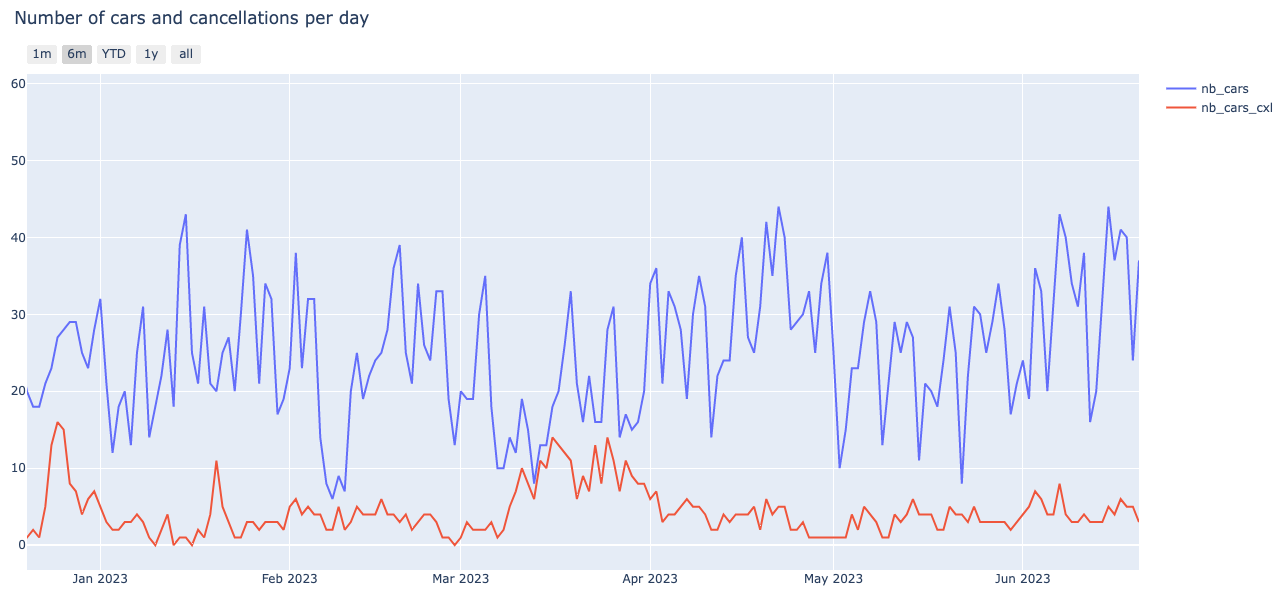 Number of cars and cancellations per day
1m 6m YTD 1y all
nb_cars
nb_cars_cxl
60
50
40
30
20
10
0
Jan 2023 Feb 2023 Mar 2023 Apr 2023 May 2023 Jun 2023